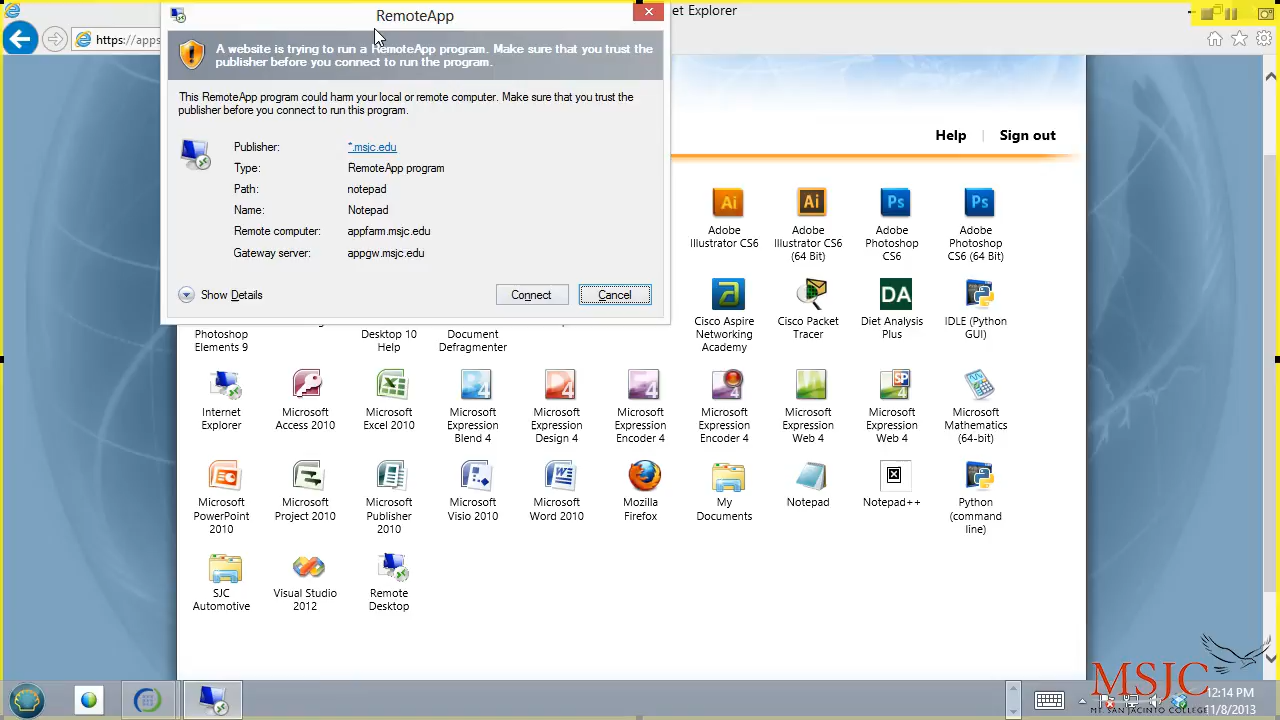 RemoteApp
et Explorer
https://apps
A website is trying to run a RemoteApp program. Make sure that you trust the
publisher before you connect to run the program.
This RemoteApp program could harm your local or remote computer. Make sure that you trust the
publisher before you connect to run this program.
Publisher: *.msjc.edu
Type: RemoteApp program
Path: notepad
Name: Notepad
Remote computer: appfarm.msjc.edu
Gateway server: appgw.msjc.edu
Show Details
Connect
Cancel
Help
Sign out
Ai
Ai
Ps
Ps
Adobe
Illustrator CS6
Adobe
Illustrator CS6
(64 Bit)
Adobe
Photoshop
CS6
Adobe
Photoshop
CS6 (64 Bit)
Photoshop
Elements 9
Desktop 10
Help
Document
Defragmenter
DA
Cisco Aspire
Networking
Academy
Cisco Packet
Tracer
Diet Analysis
Plus
IDLE (Python
GUI)
Internet
Explorer
Microsoft
Access 2010
Microsoft
Excel 2010
Microsoft
Expression
Blend 4
Microsoft
Expression
Design 4
Microsoft
Expression
Encoder 4
Microsoft
Expression
Encoder 4
Microsoft
Expression
Web 4
Microsoft
Expression
Web 4
Microsoft
Mathematics
(64-bit)
Microsoft
PowerPoint
2010
Microsoft
Project 2010
Microsoft
Publisher
2010
Microsoft
Visio 2010
Microsoft
Word 2010
Mozilla
Firefox
My
Documents
Notepad
Notepad++
Python
(command
line)
SJC
Automotive
Visual Studio
2012
Remote
Desktop
MSJC
MT. SAN JACINTO COLLEGE
12:14 PM
11/8/2013